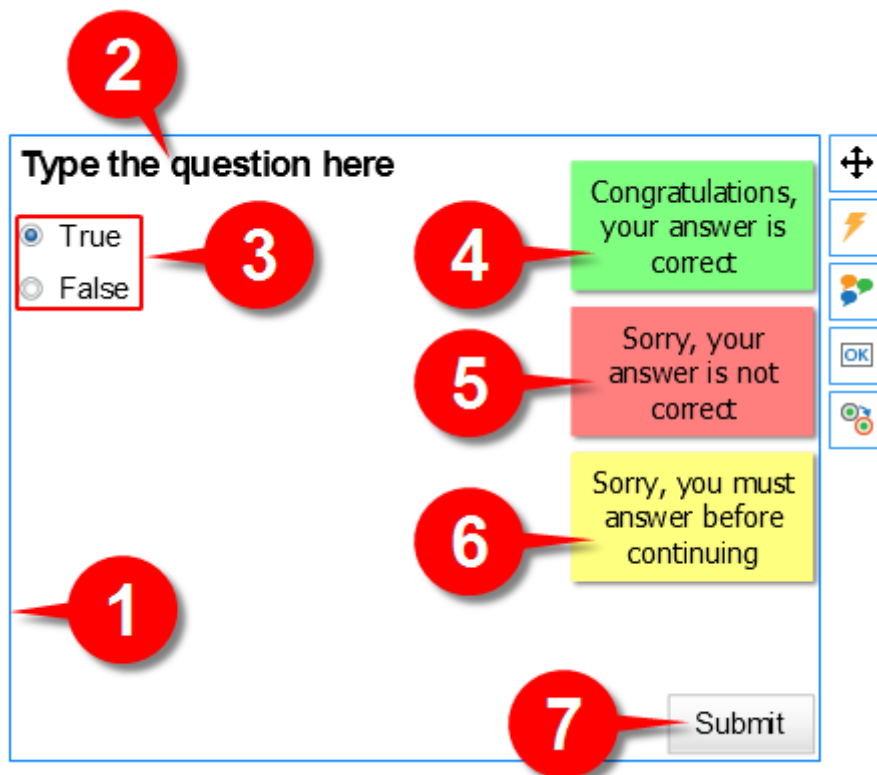 2
Type the question here
True
False
3
4
Congratulations,
your answer is
correct
5
Sorry, your
answer is not
correct
6
Sorry, you must
answer before
continuing
1
7
Submit
OK